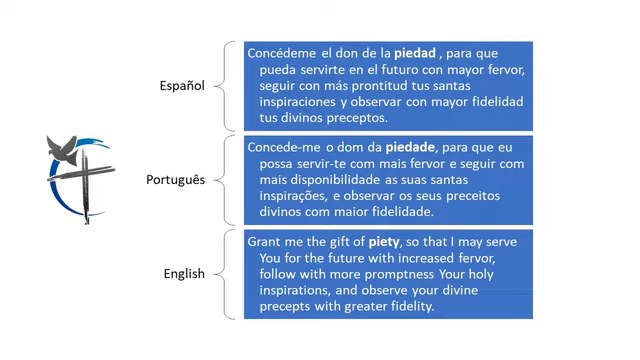 Español
Concédeme el don de la piedad , para que
pueda servirte en el futuro con mayor fervor,
seguir con más prontitud tus santas
inspiraciones y observar con mayor fidelidad
tus divinos preceptos.
Português
Concede-me o dom da piedade, para que eu
possa servir-te com mais fervor e seguir com
mais disponibilidade as suas santas
inspirações, e observar os seus preceitos
divinos com maior fidelidade.
English
Grant me the gift of piety, so that I may serve
You for the future with increased fervor,
follow with more promptness Your holy
inspirations, and observe your divine
precepts with greater fidelity.